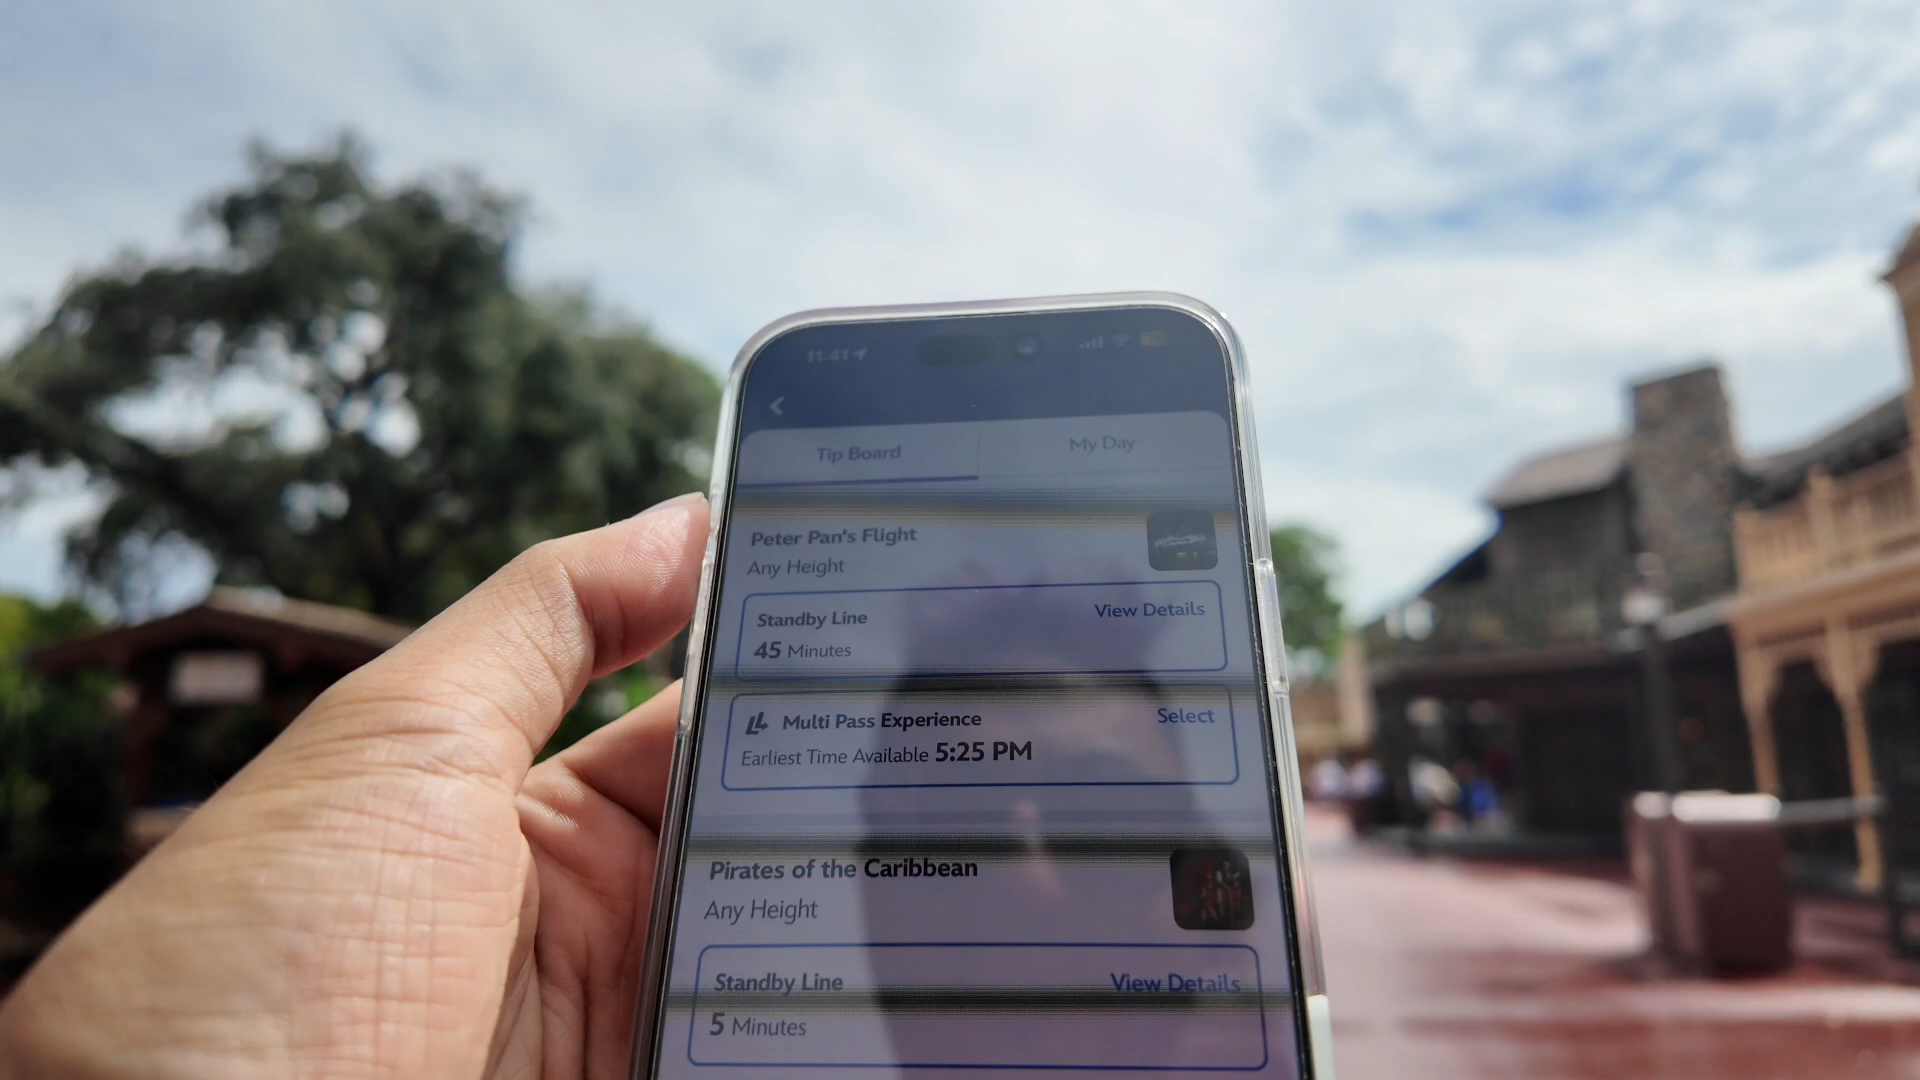 11:41
Tip Board
My Day
Peter Pan's Flight
Any Height
Standby Line
View Details
45 Minutes
Multi Pass Experience
Select
Earliest Time Available 5:25 PM
Pirates of the Caribbean
Any Height
Standby Line
View Details
5 Minutes